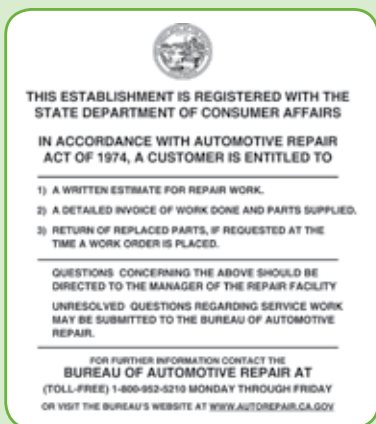 THIS ESTABLISHMENT IS REGISTERED WITH THE
STATE DEPARTMENT OF CONSUMER AFFAIRS
IN ACCORDANCE WITH AUTOMOTIVE REPAIR
ACT OF 1974, A CUSTOMER IS ENTITLED TO
1) A WRITTEN ESTIMATE FOR REPAIR WORK.
2) A DETAILED INVOICE OF WORK DONE AND PARTS SUPPLIED.
3) RETURN OF REPLACED PARTS, IF REQUESTED AT THE
TIME A WORK ORDER IS PLACED.
QUESTIONS CONCERNING THE ABOVE SHOULD BE
DIRECTED TO THE MANAGER OF THE REPAIR FACILITY
UNRESOLVED QUESTIONS REGARDING SERVICE WORK
MAY BE SUBMITTED TO THE BUREAU OF AUTOMOTIVE
REPAIR.
FOR FURTHER INFORMATION CONTACT THE
BUREAU OF AUTOMOTIVE REPAIR AT
(TOLL-FREE) 1-800-952-5210 MONDAY THROUGH FRIDAY
OR VISIT THE BUREAU'S WEBSITE AT WWW.AUTOREPAIR.CA.GOV